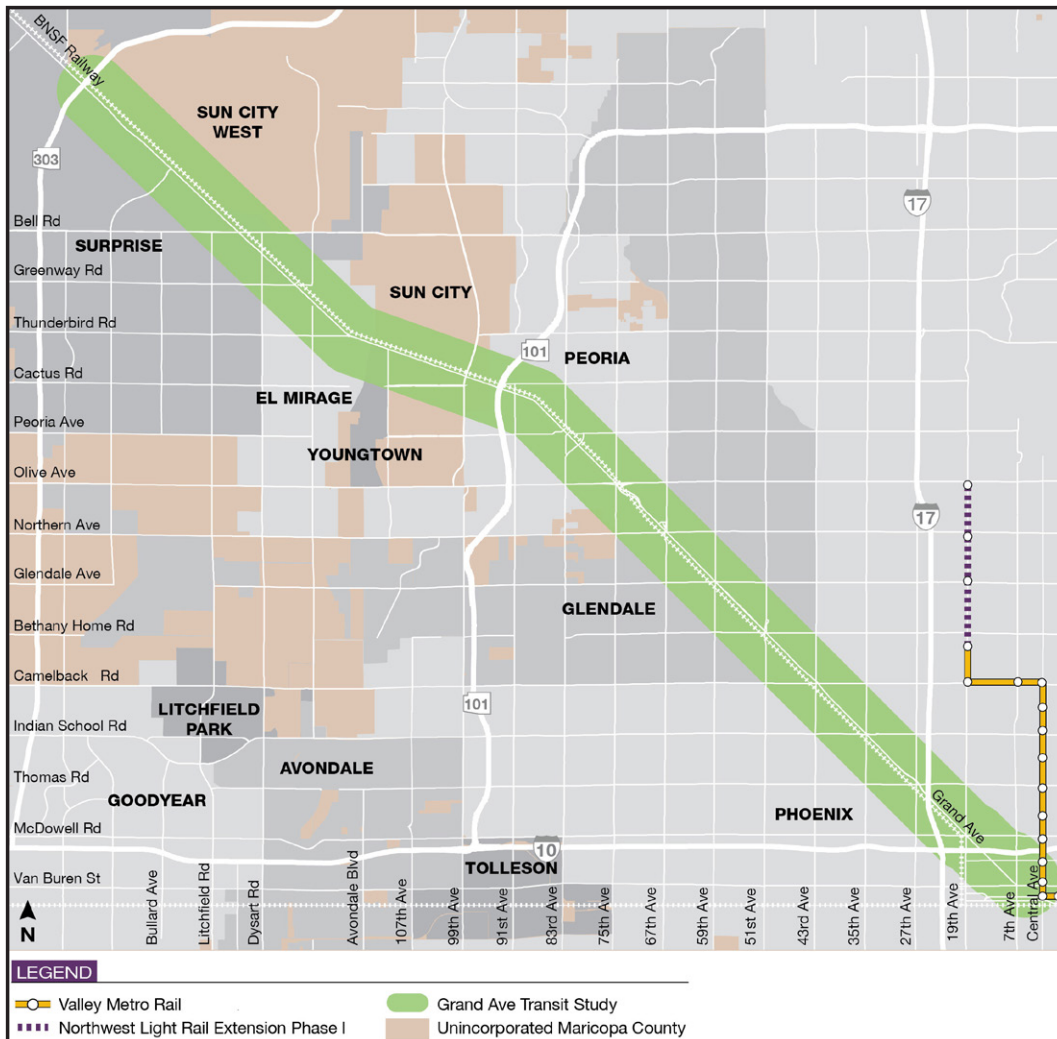 BNSF Railway
SUN CITY
WEST
303
17
Bell Rd
SURPRISE
Greenway Rd
SUN CITY
Thunderbird Rd
101
PEORIA
Cactus Rd
EL MIRAGE
Peoria Ave
YOUNGTOWN
Olive Ave
17
Northern Ave
Glendale Ave
GLENDALE
Bethany Home Rd
Camelback Rd
101
LITCHFIELD
PARK
Indian School Rd
AVONDALE
Thomas Rd
GOODYEAR
Grand Ave
PHOENIX
McDowell Rd
10
TOLLESON
Van Buren St
N
Bullard Ave
Litchfield Rd
Dysart Rd
Avondale Blvd
107th Ave
99th Ave
91st Ave
83rd Ave
75th Ave
67th Ave
59th Ave
51st Ave
43rd Ave
35th Ave
27th Ave
19th Ave
7th Ave
Central Ave
LEGEND
Valley Metro Rail
Northwest Light Rail Extension Phase I
Grand Ave Transit Study
Unincorporated Maricopa County